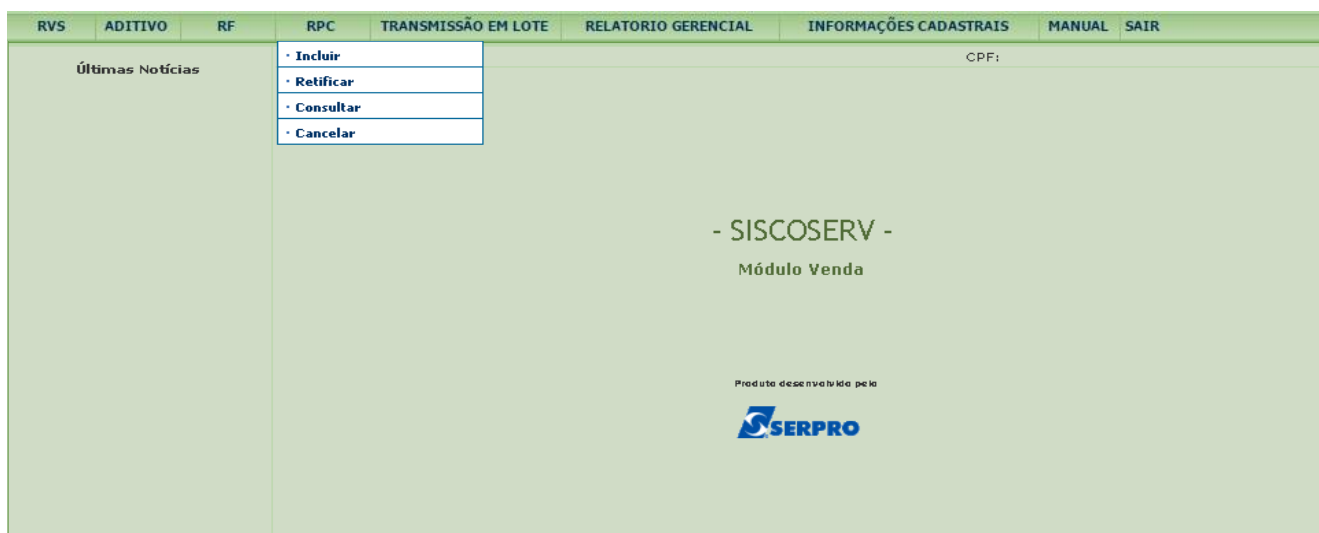 RVS ADITIVO RF RPC TRANSMISSÃO EM LOTE RELATORIO GERENCIAL INFORMAÇÕES CADASTRAIS MANUAL SAIR
Últimas Notícias
· Incluir
· Retificar
· Consultar
· Cancelar
CPF:
- SISCOSERV -
Módulo Venda
Produto desenvolvido pelo
SERPRO